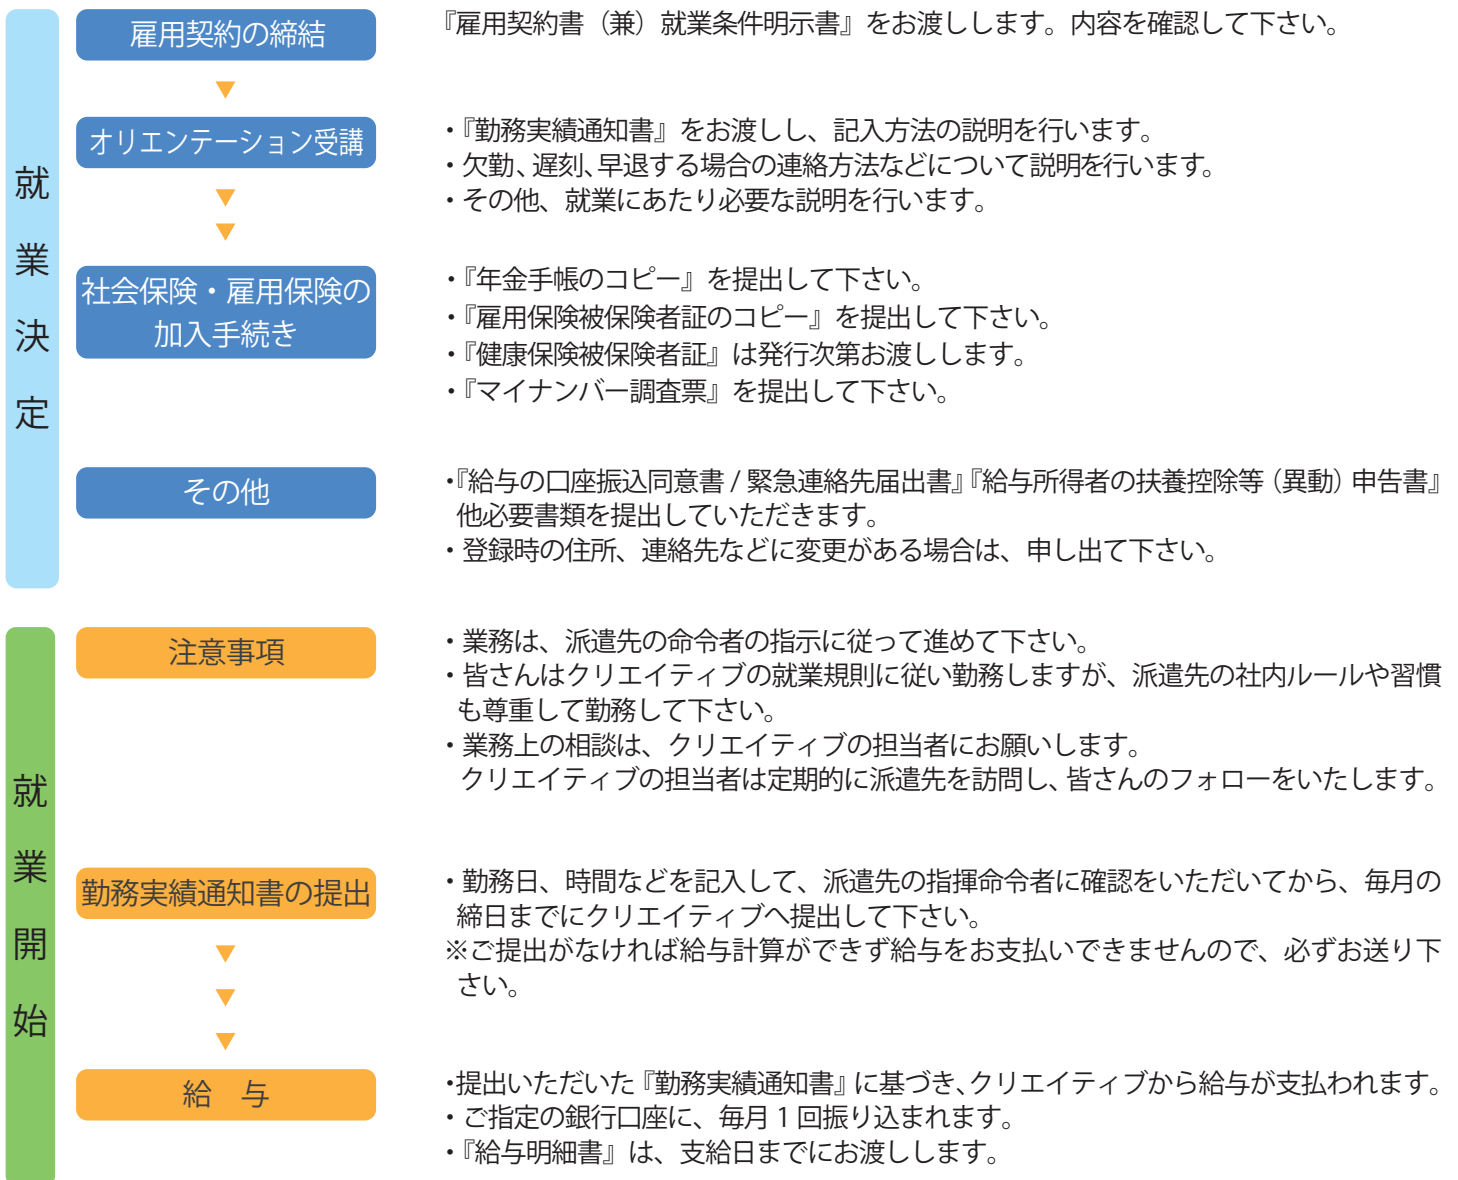 就業決定
雇用契約の締結
『雇用契約書（兼）就業条件明示書』をお渡しします。内容を確認して下さい。
オリエンテーション受講
・『勤務実績通知書』をお渡しし、記入方法の説明を行います。
・欠勤、遅刻、早退する場合の連絡方法などについて説明を行います。
・その他、就業にあたり必要な説明を行います。
社会保険・雇用保険の
加入手続き
・『年金手帳のコピー』を提出して下さい。
・『雇用保険被保険者証のコピー』を提出して下さい。
・『健康保険被保険者証』は発行次第お渡しします。
・『マイナンバー調査票』を提出して下さい。
その他
・『給与の口座振込同意書 / 緊急連絡先届出書』『給与所得者の扶養控除等（異動）申告書』
他必要書類を提出していただきます。
・登録時の住所、連絡先などに変更がある場合は、申し出て下さい。
就業開始
注意事項
・業務は、派遣先の命令者の指示に従って進めて下さい。
・皆さんはクリエイティブの就業規則に従い勤務しますが、派遣先の社内ルールや習慣
も尊重して勤務して下さい。
・業務上の相談は、クリエイティブの担当者にお願いします。
クリエイティブの担当者は定期的に派遣先を訪問し、皆さんのフォローをいたします。
勤務実績通知書の提出
・勤務日、時間などを記入して、派遣先の指揮命令者に確認をいただいてから、毎月の
締日までにクリエイティブへ提出して下さい。
※ご提出がなければ給与計算ができず給与をお支払いできませんので、必ずお送り下
さい。
給　与
・提出いただいた『勤務実績通知書』に基づき、クリエイティブから給与が支払われます。
・ご指定の銀行口座に、毎月１回振り込まれます。
・『給与明細書』は、支給日までにお渡しします。